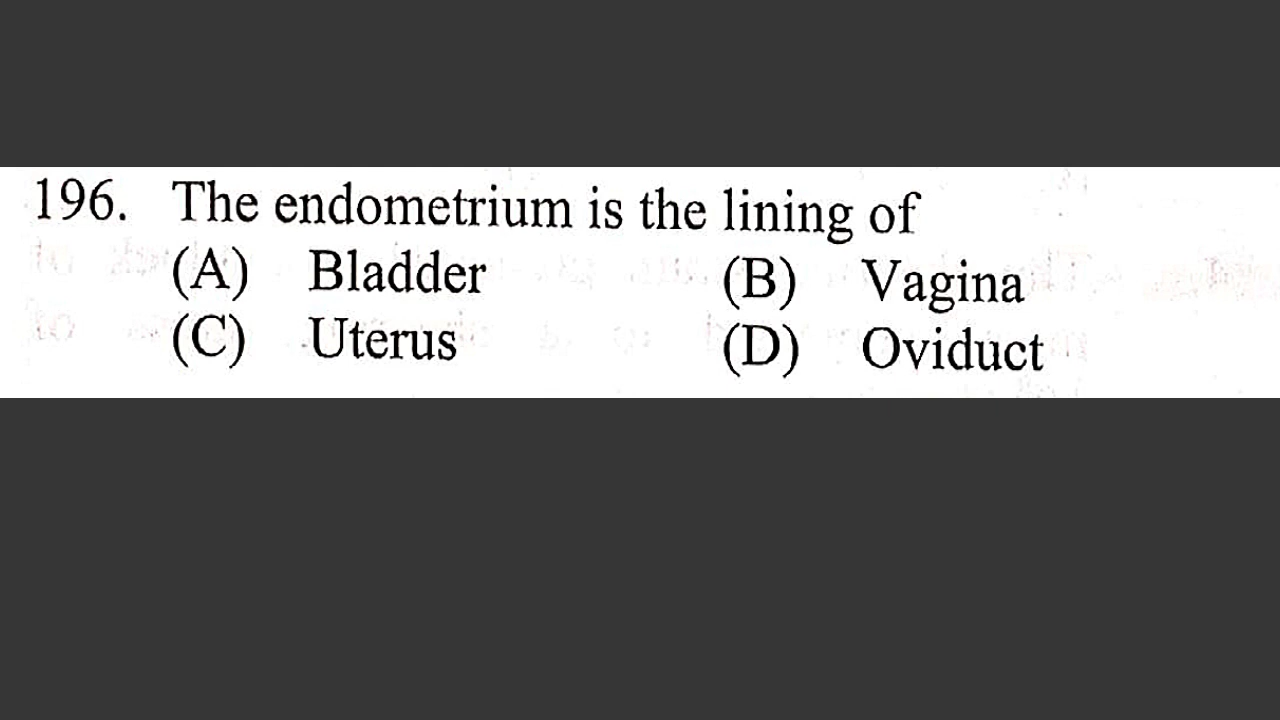 196. The endometrium is the lining of
(A) Bladder (B) Vagina
(C) Uterus (D) Oviduct